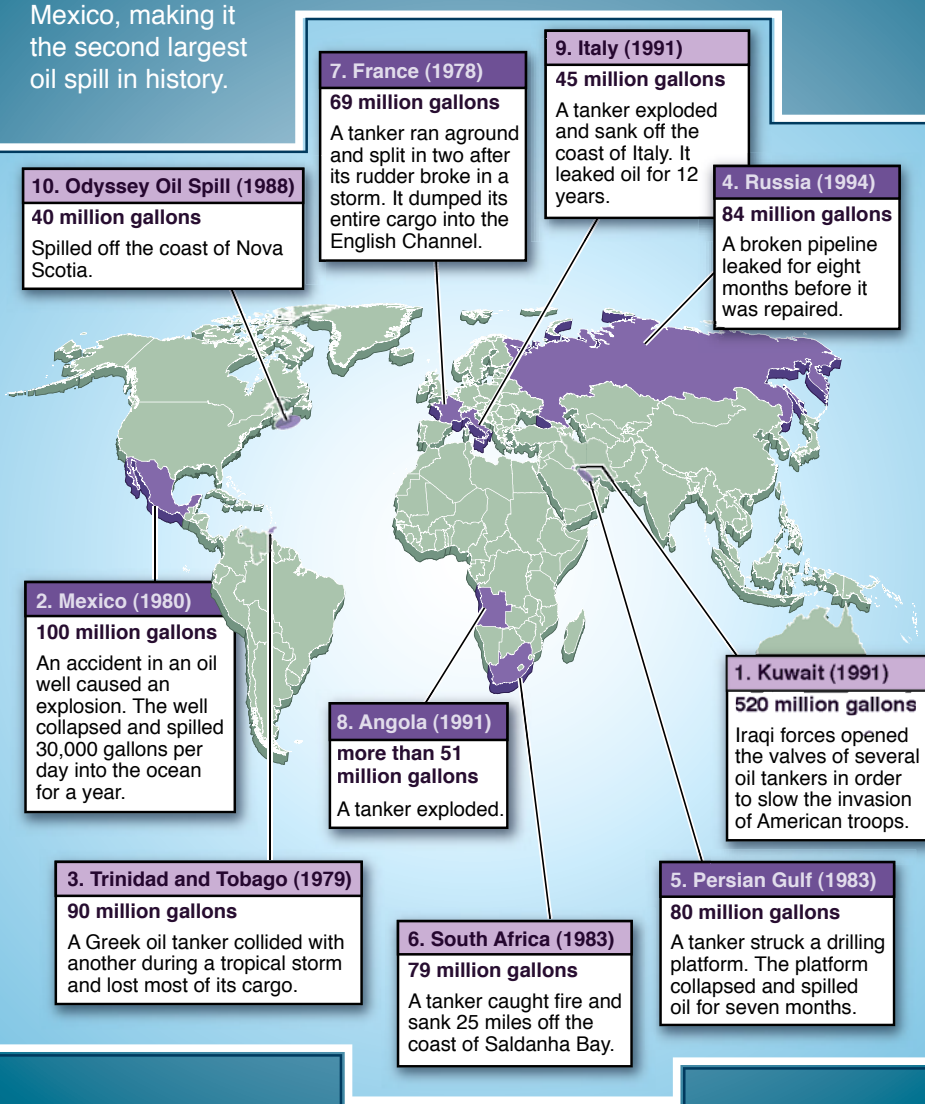 Mexico, making it
the second largest
oil spill in history.
7. France (1978)
69 million gallons
A tanker ran aground
and split in two after
its rudder broke in a
storm. It dumped its
entire cargo into the
English Channel.
9. Italy (1991)
45 million gallons
A tanker exploded
and sank off the
coast of Italy. It
leaked oil for 12
years.
10. Odyssey Oil Spill (1988)
40 million gallons
Spilled off the coast of Nova
Scotia.
4. Russia (1994)
84 million gallons
A broken pipeline
leaked for eight
months before it
was repaired.
2. Mexico (1980)
100 million gallons
An accident in an oil
well caused an
explosion. The well
collapsed and spilled
30,000 gallons per
day into the ocean
for a year.
8. Angola (1991)
more than 51
million gallons
A tanker exploded.
1. Kuwait (1991)
520 million gallons
Iraqi forces opened
the valves of several
oil tankers in order
to slow the invasion
of American troops.
3. Trinidad and Tobago (1979)
90 million gallons
A Greek oil tanker collided with
another during a tropical storm
and lost most of its cargo.
6. South Africa (1983)
79 million gallons
A tanker caught fire and
sank 25 miles off the
coast of Saldanha Bay.
5. Persian Gulf (1983)
80 million gallons
A tanker struck a drilling
platform. The platform
collapsed and spilled
oil for seven months.